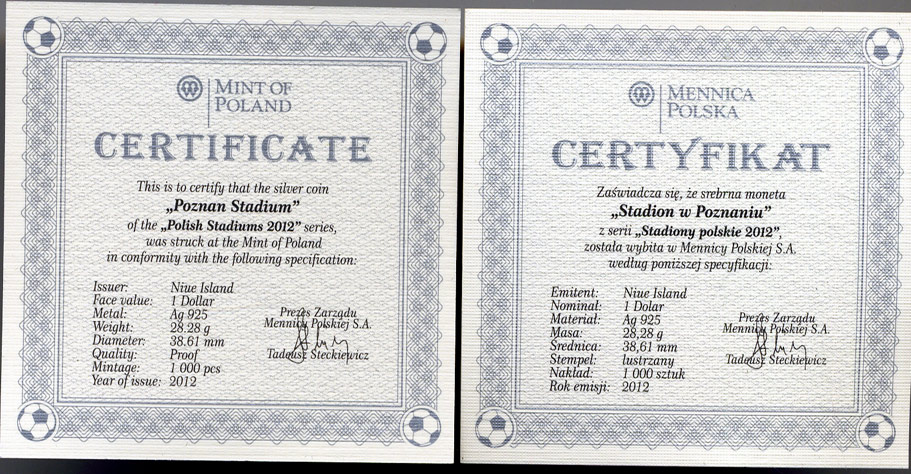 MINT OF
POLAND
CERTIFICATE
This is to certify that the silver coin
„Poznan Stadium”
of the „Polish Stadiums 2012” series,
was struck at the Mint of Poland
in conformity with the following specification:
Issuer: Niue Island
Face value: 1 Dollar
Metal: Ag 925
Weight: 28.28 g
Diameter: 38.61 mm
Quality: Proof
Mintage: 1 000 pcs
Year of issue: 2012
Prezes Zarządu
Mennicy Polskiej S.A.
Tadeusz Steckiewicz
MENNICA
POLSKA
CERTYFIKAT
Zaświadcza się, że srebrna moneta
„Stadion w Poznaniu”
z serii „Stadiony polskie 2012”,
została wybita w Mennicy Polskiej S.A.
według poniższej specyfikacji:
Emitent: Niue Island
Nominał: 1 Dolar
Materiał: Ag 925
Masa: 28,28 g
Średnica: 38,61 mm
Stempel: lustrzany
Nakład: 1 000 sztuk
Rok emisji: 2012
Prezes Zarządu
Mennicy Polskiej S.A.
Tadeusz Steckiewicz